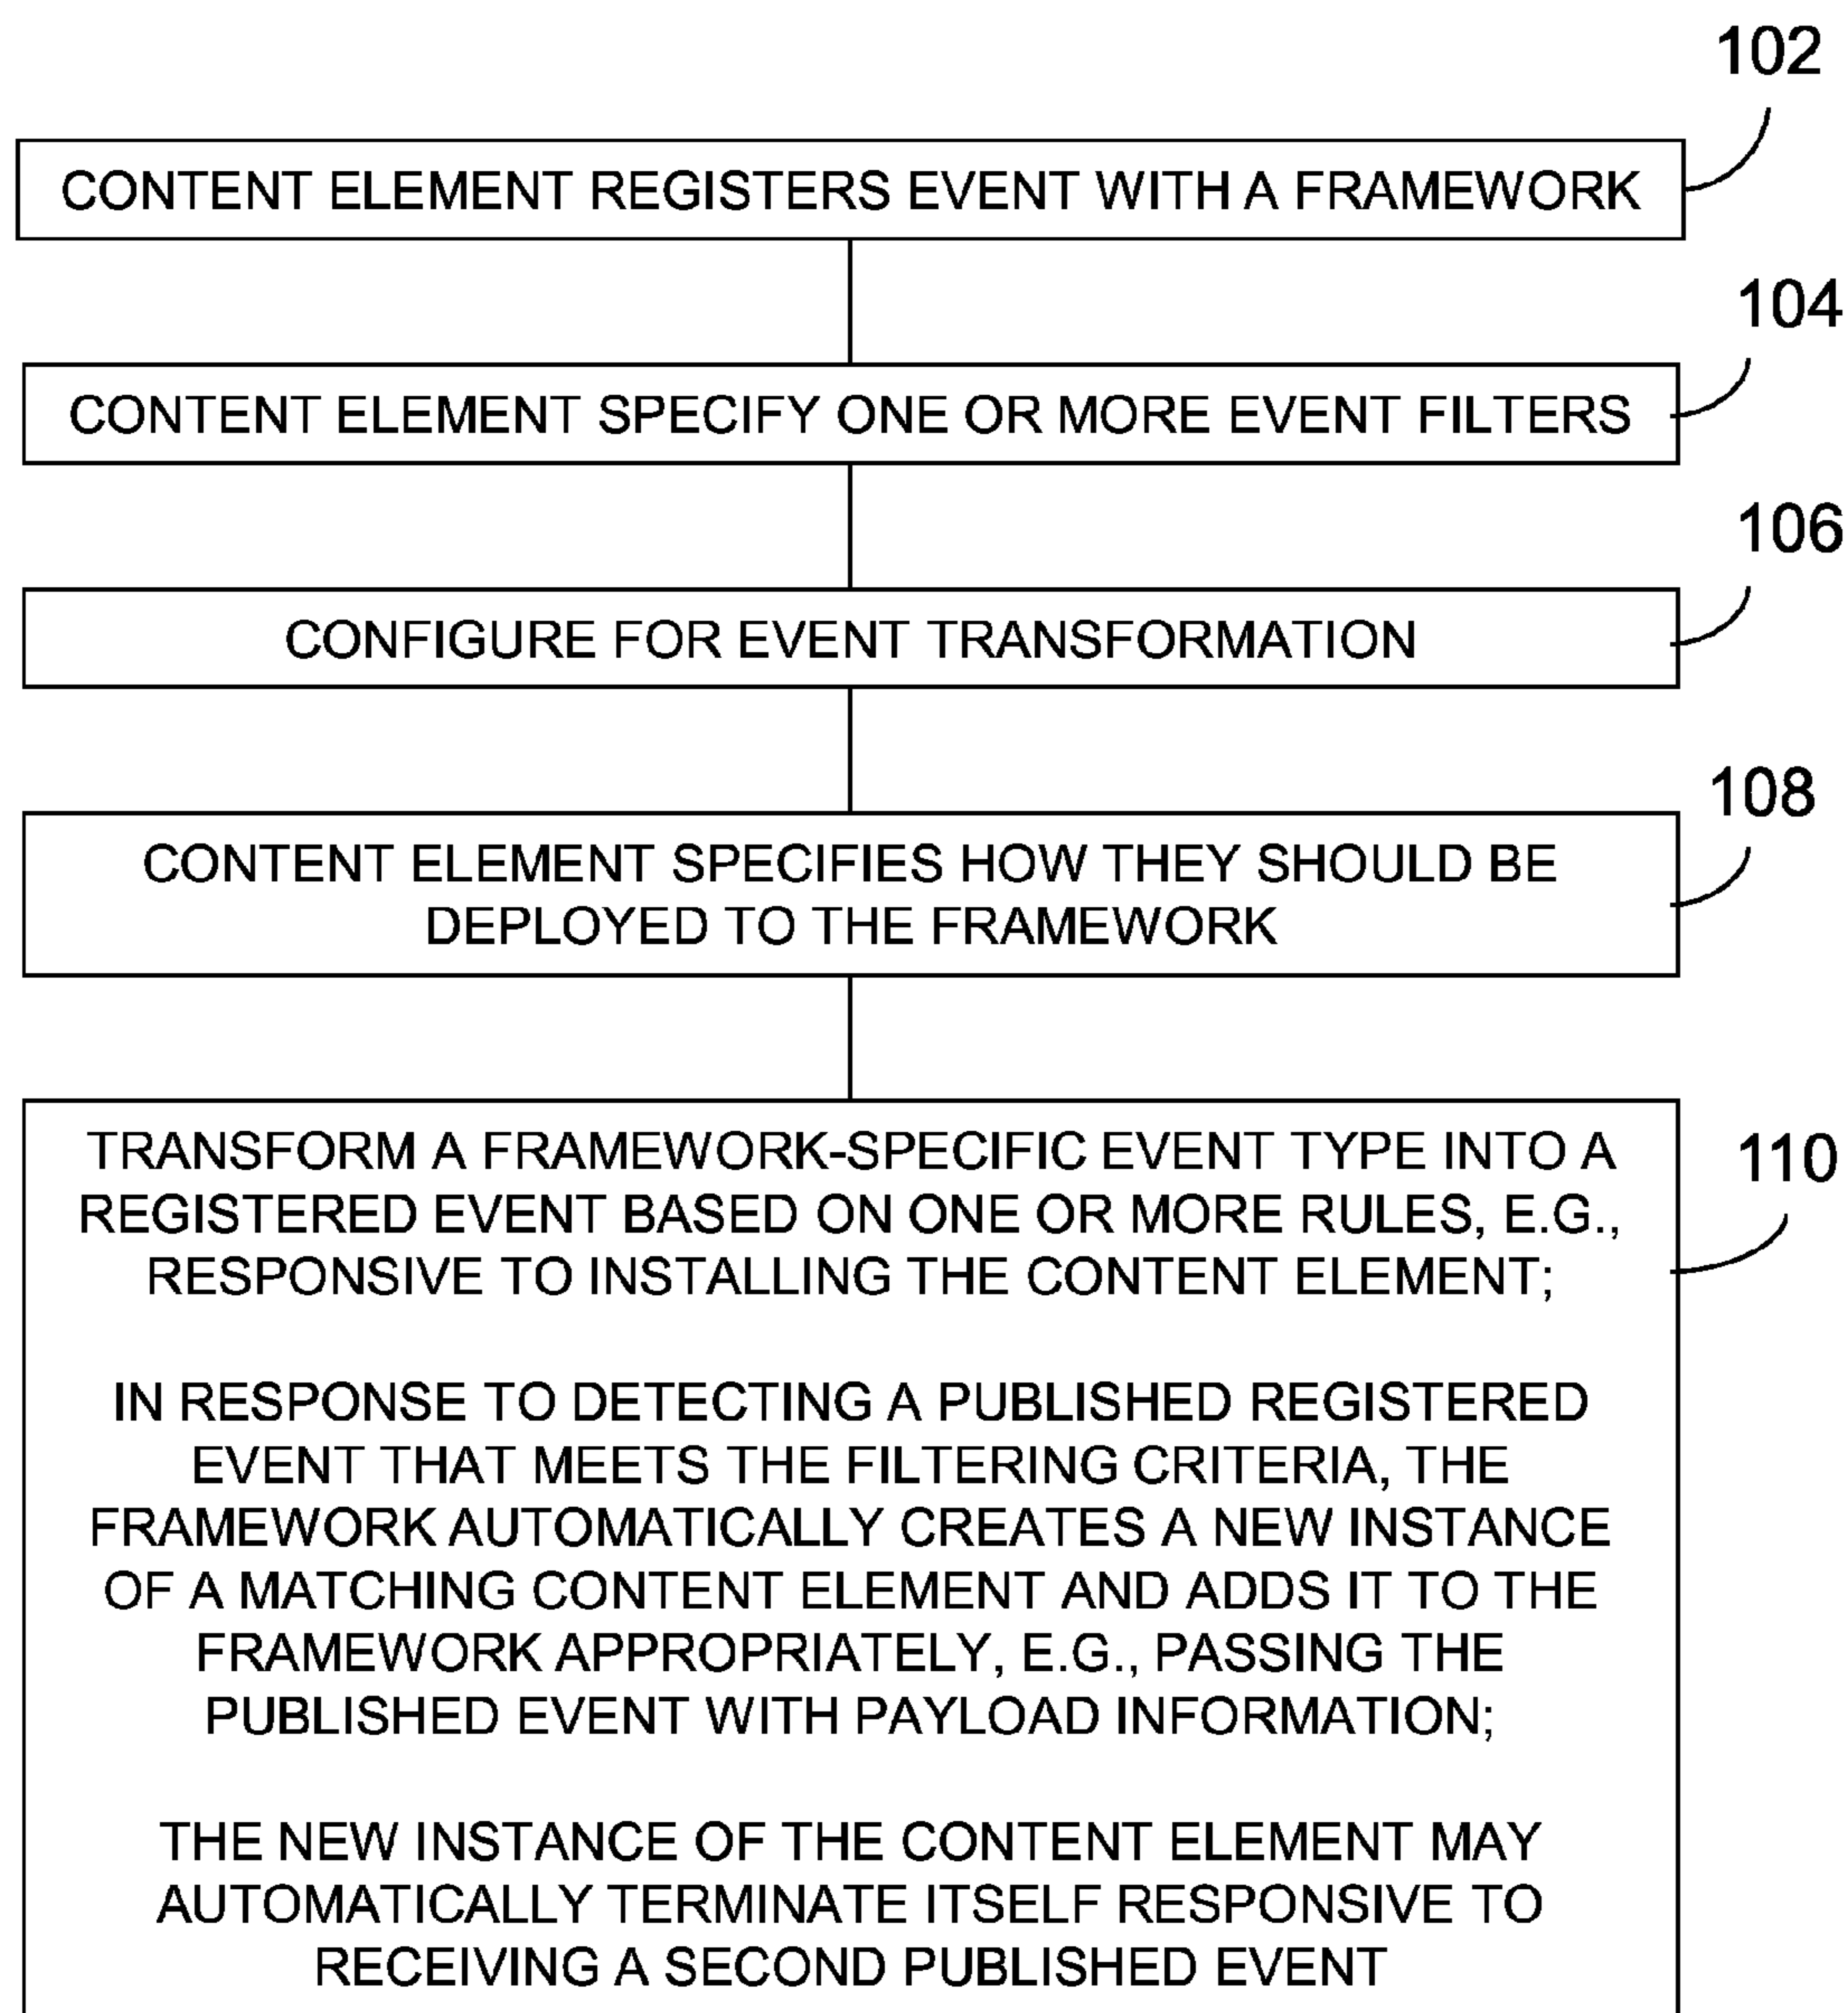 102
CONTENT ELEMENT REGISTERS EVENT WITH A FRAMEWORK
104
CONTENT ELEMENT SPECIFY ONE OR MORE EVENT FILTERS
106
CONFIGURE FOR EVENT TRANSFORMATION
108
CONTENT ELEMENT SPECIFIES HOW THEY SHOULD BE
DEPLOYED TO THE FRAMEWORK
110
TRANSFORM A FRAMEWORK-SPECIFIC EVENT TYPE INTO A
REGISTERED EVENT BASED ON ONE OR MORE RULES, E.G.,
RESPONSIVE TO INSTALLING THE CONTENT ELEMENT;
IN RESPONSE TO DETECTING A PUBLISHED REGISTERED
EVENT THAT MEETS THE FILTERING CRITERIA, THE
FRAMEWORK AUTOMATICALLY CREATES A NEW INSTANCE
OF A MATCHING CONTENT ELEMENT AND ADDS IT TO THE
FRAMEWORK APPROPRIATELY, E.G., PASSING THE
PUBLISHED EVENT WITH PAYLOAD INFORMATION;
THE NEW INSTANCE OF THE CONTENT ELEMENT MAY
AUTOMATICALLY TERMINATE ITSELF RESPONSIVE TO
RECEIVING A SECOND PUBLISHED EVENT